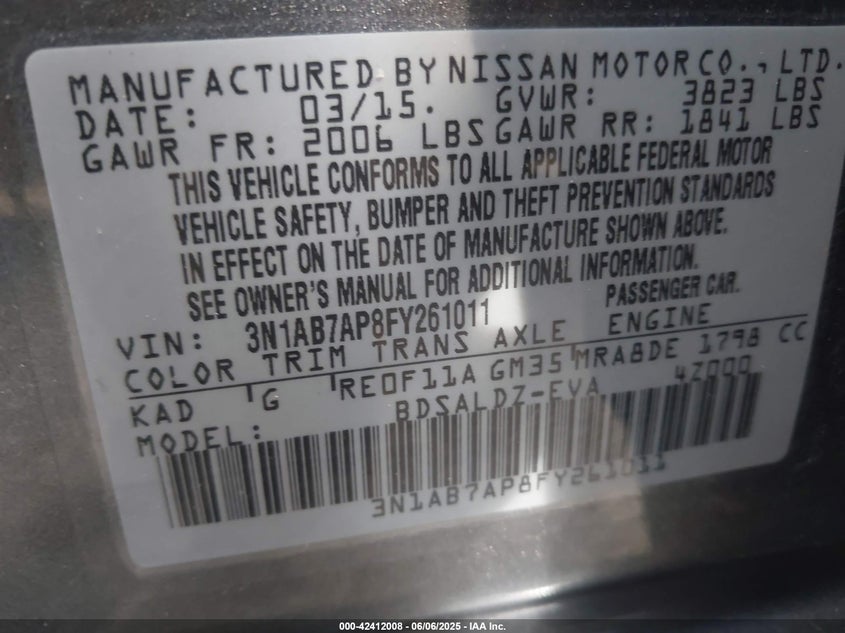 MANUFACTURED BY NISSAN MOTOR CO., LTD.
DATE: 03/15. GVWR: 3823 LBS
GAWR FR: 2006 LBS GAWR RR: 1841 LBS
THIS VEHICLE CONFORMS TO ALL APPLICABLE FEDERAL MOTOR
VEHICLE SAFETY, BUMPER AND THEFT PREVENTION STANDARDS
IN EFFECT ON THE DATE OF MANUFACTURE SHOWN ABOVE.
SEE OWNER'S MANUAL FOR ADDITIONAL INFORMATION.
VIN: 3N1AB7AP8FY261011 PASSENGER CAR.
COLOR TRIM TRANS AXLE ENGINE
KAD G RE0F11A GM35 MRA8DE 1798 CC
MODEL: BDSALDZ-EVA 4Z000
3N1AB7AP8FY261011
000-42412008 - 06/06/2025 - IAA Inc.